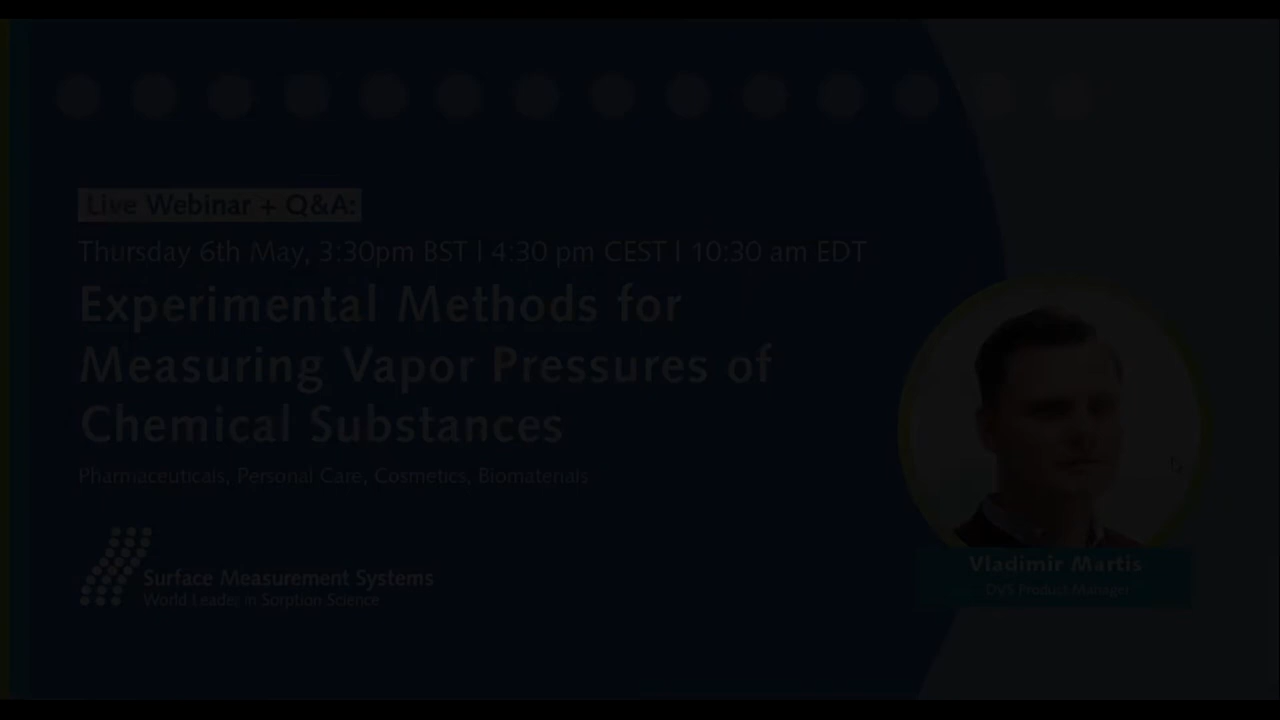 Live Webinar + Q&A:
Thursday 6th May, 3:30pm BST | 4:30 pm CEST | 10:30 am EDT
Experimental Methods for
Measuring Vapor Pressures of
Chemical Substances
Pharmaceuticals, Personal Care, Cosmetics, Biomaterials
Surface Measurement Systems
World Leader in Sorption Science
Vladimir Martis
DVS Product Manager